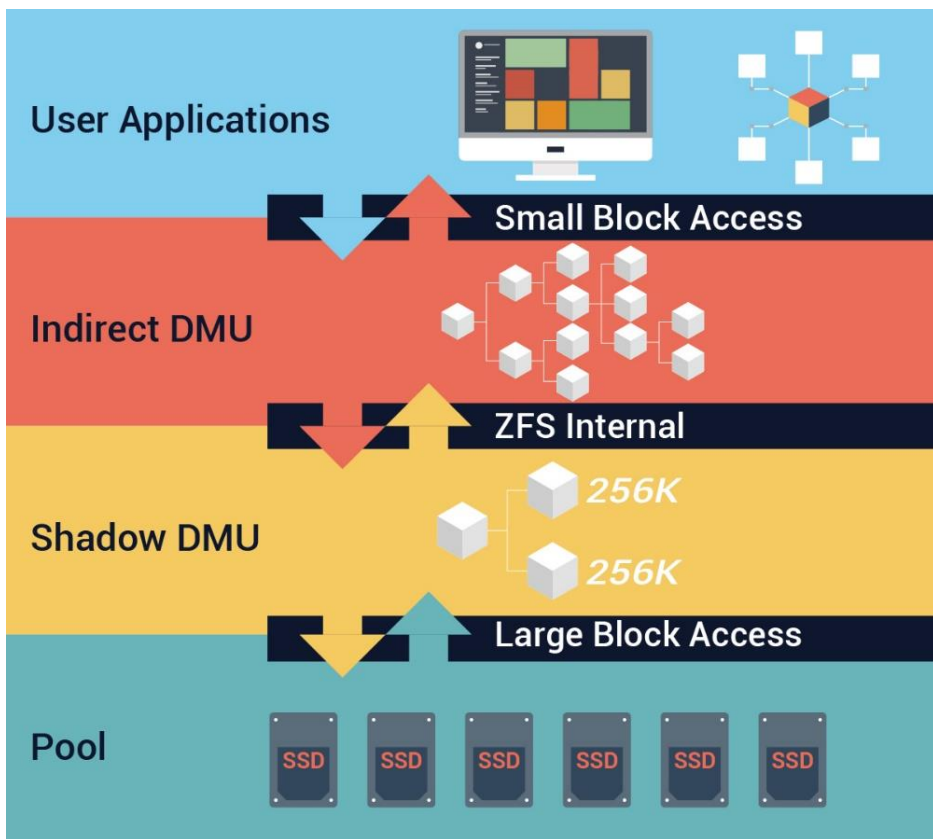 User Applications
Small Block Access
Indirect DMU
ZFS Internal
Shadow DMU
256K
256K
Large Block Access
Pool
SSD SSD SSD SSD SSD SSD